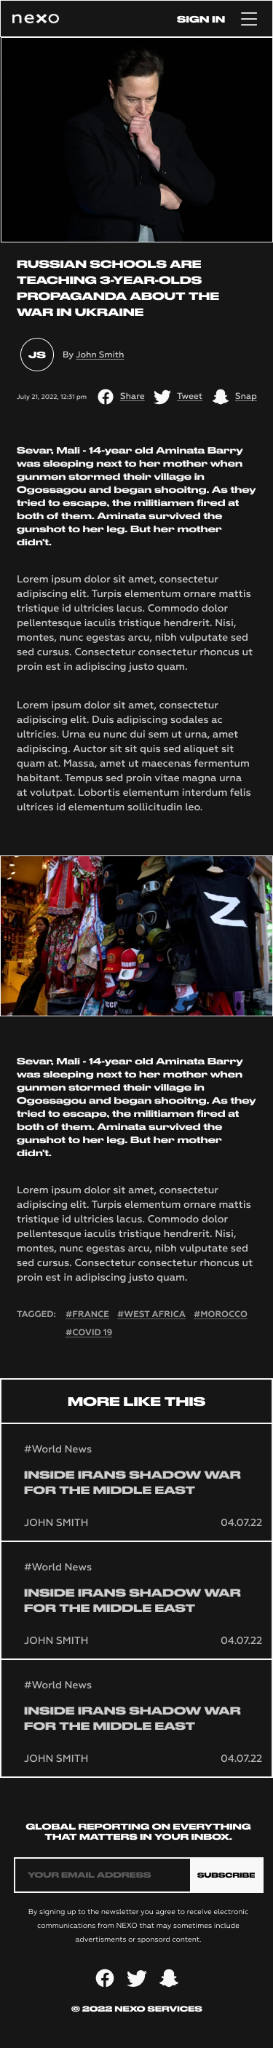 nexo
SIGN IN
RUSSIAN SCHOOLS ARE
TEACHING 3-YEAR-OLDS
PROPAGANDA ABOUT THE
WAR IN UKRAINE
JS
By John Smith
July 21, 2022, 12:31 pm
Share
Tweet
Snap
Sevar, Mali - 14-year old Aminata Barry
was sleeping next to her mother when
gunmen stormed their village in
Ogossagou and began shooitng. As they
tried to escape, the militiamen fired at
both of them. Aminata survived the
gunshot to her leg. But her mother
didn't.
Lorem ipsum dolor sit amet, consectetur
adipiscing elit. Turpis elementum ornare mattis
tristique id ultricies lacus. Commodo dolor
pellentesque iaculis tristique hendrerit. Nisi,
montes, nunc egestas arcu, nibh vulputate sed
sed cursus. Consectetur consectetur rhoncus ut
proin est in adipiscing justo quam.
Lorem ipsum dolor sit amet, consectetur
adipiscing elit. Duis adipiscing sodales ac
ultricies. Urna eu nunc dui sem ut urna, amet
adipiscing. Auctor sit sit quis sed aliquet sit
quam at. Massa, amet ut maecenas fermentum
habitant. Tempus sed proin vitae magna urna
at volutpat. Lobortis elementum interdum felis
ultrices id elementum sollicitudin leo.
Z
Sevar, Mali - 14-year old Aminata Barry
was sleeping next to her mother when
gunmen stormed their village in
Ogossagou and began shooitng. As they
tried to escape, the militiamen fired at
both of them. Aminata survived the
gunshot to her leg. But her mother
didn't.
Lorem ipsum dolor sit amet, consectetur
adipiscing elit. Turpis elementum ornare mattis
tristique id ultricies lacus. Commodo dolor
pellentesque iaculis tristique hendrerit. Nisi,
montes, nunc egestas arcu, nibh vulputate sed
sed cursus. Consectetur consectetur rhoncus ut
proin est in adipiscing justo quam.
TAGGED: #FRANCE #WEST AFRICA #MOROCCO
#COVID 19
MORE LIKE THIS
#World News
INSIDE IRANS SHADOW WAR
FOR THE MIDDLE EAST
JOHN SMITH 04.07.22
#World News
INSIDE IRANS SHADOW WAR
FOR THE MIDDLE EAST
JOHN SMITH 04.07.22
#World News
INSIDE IRANS SHADOW WAR
FOR THE MIDDLE EAST
JOHN SMITH 04.07.22
GLOBAL REPORTING ON EVERYTHING
THAT MATTERS IN YOUR INBOX.
YOUR EMAIL ADDRESS
SUBSCRIBE
By signing up to the newsletter you agree to receive electronic
communications from NEXO that may sometimes include
advertisments or sponsord content.
© 2022 NEXO SERVICES